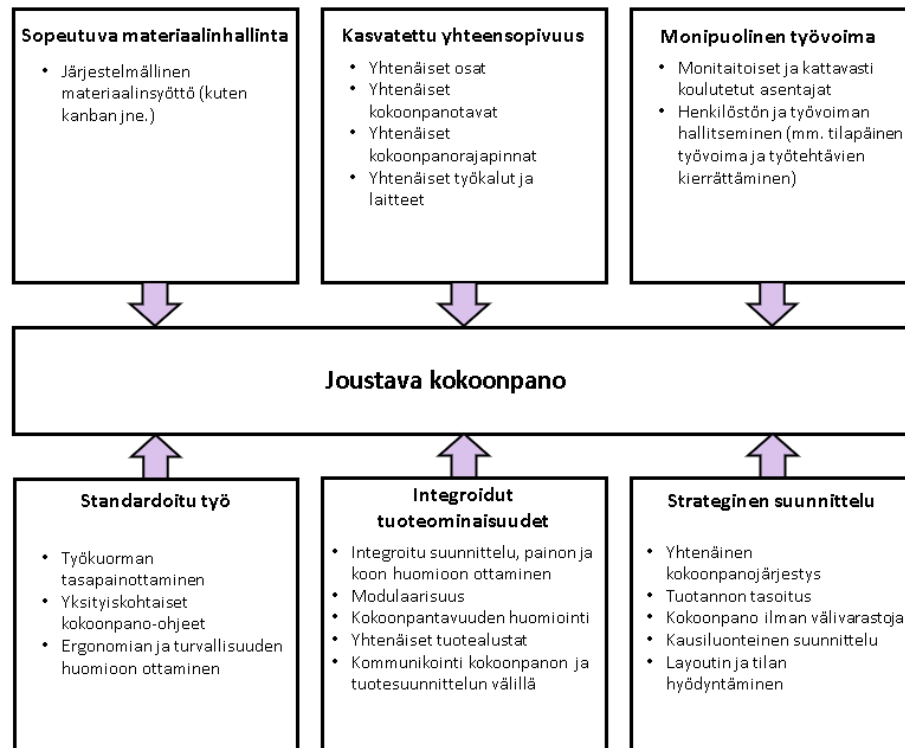 Sopeutuva materiaalinhallinta
• Järjestelmällinen
materiaalinsyöttö (kuten
kanban jne.)
Kasvatettu yhteensopivuus
• Yhtenäiset osat
• Yhtenäiset
kokoonpanotavat
• Yhtenäiset
kokoonpanorajapinnat
• Yhtenäiset työkalut ja
laitteet
Monipuolinen työvoima
• Monitaitoiset ja kattavasti
koulutetut asentajat
• Henkilöstön ja työvoiman
hallitseminen (mm. tilapäinen
työvoima ja työtehtävien
kierrättäminen)
Joustava kokoonpano
Standardoitu työ
• Työkuorman
tasapainottaminen
• Yksityiskohtaiset
kokoonpano-ohjeet
• Ergonomian ja turvallisuuden
huomioon ottaminen
Integroidut
tuoteominaisuudet
• Integroitu suunnittelu, painon ja
koon huomioon ottaminen
• Modulaarisuus
• Kokoonpantavuuden huomiointi
• Yhtenäiset tuotealustat
• Kommunikointi kokoonpanon ja
tuotesuunnittelun välillä
Strateginen suunnittelu
• Yhtenäinen
kokoonpanojärjestys
• Tuotannon tasoitus
• Kokoonpano ilman välivarastoja
• Kausiluonteinen suunnittelu
• Layoutin ja tilan
hyödyntäminen